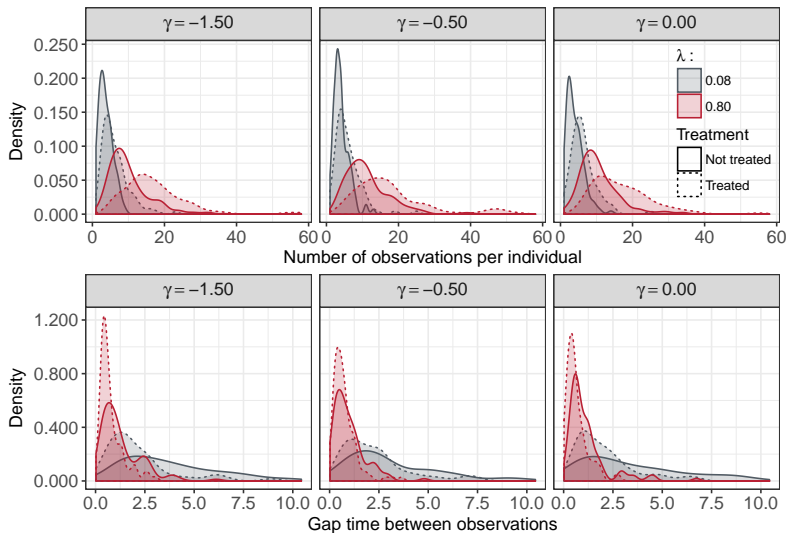 γ = −1.50 γ = −0.50 γ = 0.00
0.250
0.200
0.150
0.100
0.050
0.000
Density
λ :
0.08
0.80
Treatment
Not treated
Treated
0 20 40 60 0 20 40 60 0 20 40 60
Number of observations per individual
γ = −1.50 γ = −0.50 γ = 0.00
1.200
0.800
0.400
0.000
Density
0.0 2.5 5.0 7.5 10.0 0.0 2.5 5.0 7.5 10.0 0.0 2.5 5.0 7.5 10.0
Gap time between observations